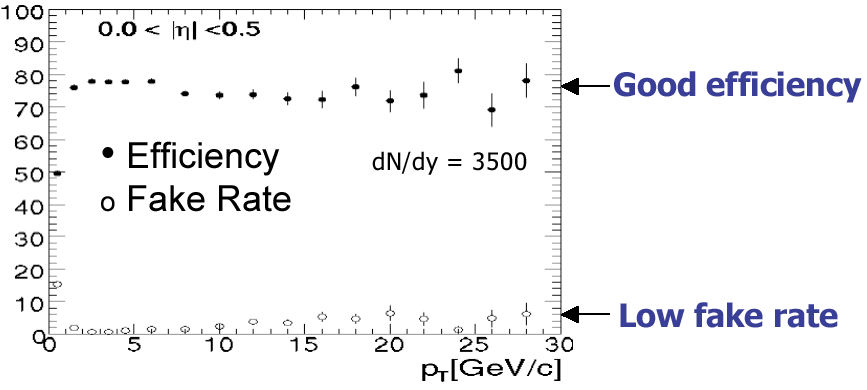 100
0.0 < |η| <0.5
90
80
Good efficiency
70
60
• Efficiency
dN/dy = 3500
50
o Fake Rate
40
30
20
10
Low fake rate
0
0 5 10 15 20 25 30
pT[GeV/c]